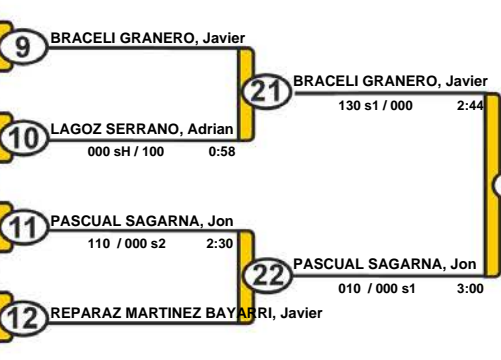 9
BRACELI GRANERO, Javier
21
BRACELI GRANERO, Javier
130 s1 / 000 2:44
10
LAGOZ SERRANO, Adrian
000 sH / 100 0:58
11
PASCUAL SAGARNA, Jon
110 / 000 s2 2:30
22
PASCUAL SAGARNA, Jon
010 / 000 s1 3:00
12
REPARAZ MARTINEZ BAYARRI, Javier